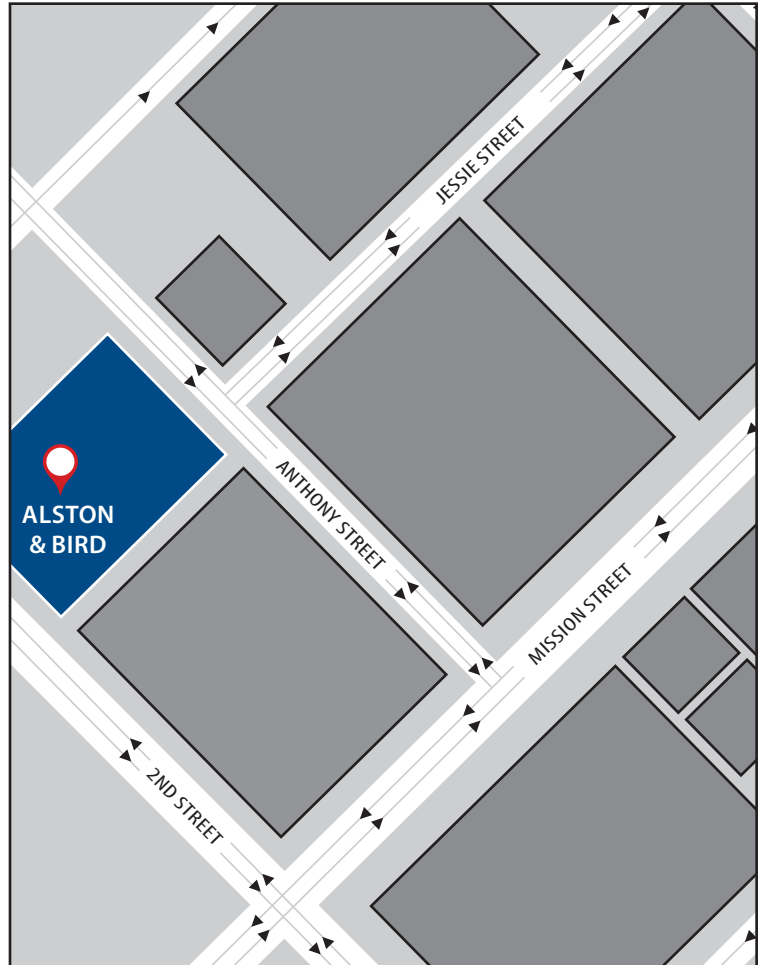 JESSIE STREET
ANTHONY STREET
ALSTON
& BIRD
MISSION STREET
2ND STREET